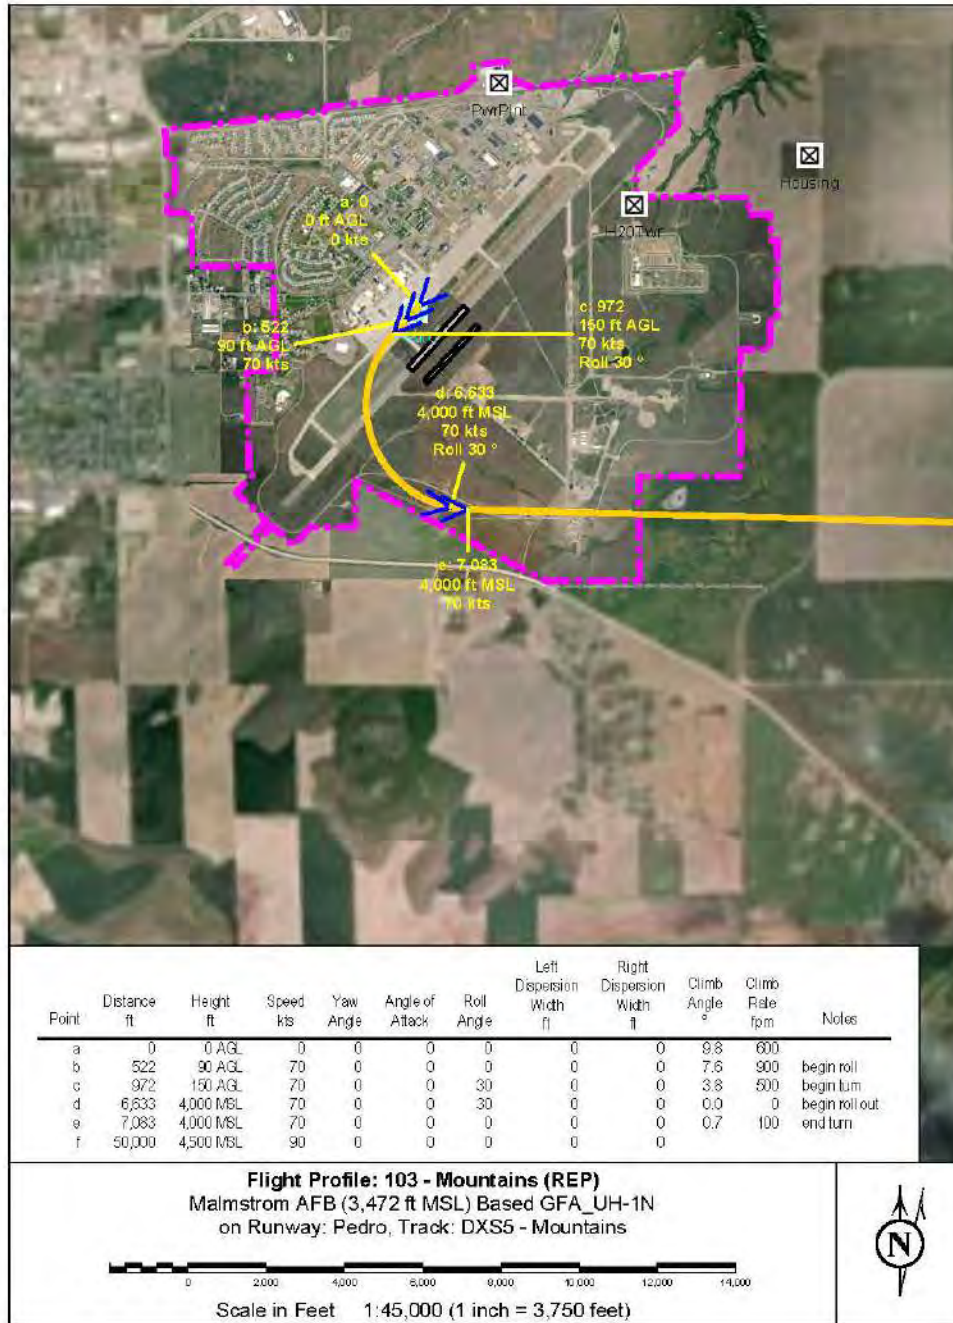 PwrPlnt
Housing
H20Twr
a: 0
0 ft AGL
0 kts
b: 522
90 ft AGL
70 kts
c: 972
150 ft AGL
70 kts
Roll 30 °
d: 6,633
4,000 ft MSL
70 kts
Roll 30 °
e: 7,083
4,000 ft MSL
70 kts
Point Distance ft Height ft Speed kts Yaw Angle Angle of Attack Roll Angle Left Dispersion Width ft Right Dispersion Width ft Climb Angle ° Climb Rate fpm Notes
a 0 0 AGL 0 0 0 0 0 0 9.8 600
b 522 90 AGL 70 0 0 0 0 0 7.6 900 begin roll
c 972 150 AGL 70 0 0 30 0 0 3.8 500 begin turn
d 6,633 4,000 MSL 70 0 0 30 0 0 0.0 0 begin roll out
e 7,083 4,000 MSL 70 0 0 0 0 0 0.7 100 end turn
f 50,000 4,500 MSL 90 0 0 0 0 0
Flight Profile: 103 - Mountains (REP)
Malmstrom AFB (3,472 ft MSL) Based GFA_UH-1N
on Runway: Pedro, Track: DXS5 - Mountains
0 2,000 4,000 6,000 8,000 10,000 12,000 14,000
Scale in Feet 1:45,000 (1 inch = 3,750 feet)
N